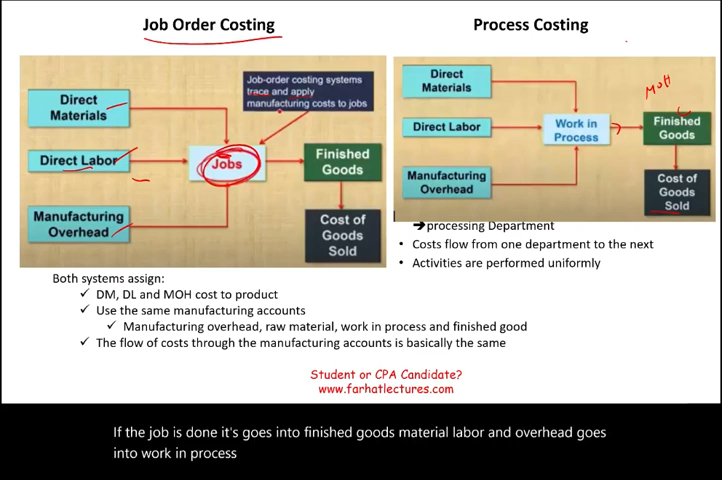 Job Order Costing
Process Costing
Direct
Materials
Direct Labor
Manufacturing
Overhead
Job-order costing systems
trace and apply
manufacturing costs to jobs
Jobs
Finished
Goods
Cost of
Goods
Sold
Direct
Materials
Direct Labor
Manufacturing
Overhead
Work in
Process
MOH
Finished
Goods
Cost of
Goods
Sold
➔processing Department
• Costs flow from one department to the next
• Activities are performed uniformly
Both systems assign:
✓ DM, DL and MOH cost to product
✓ Use the same manufacturing accounts
✓ Manufacturing overhead, raw material, work in process and finished good
✓ The flow of costs through the manufacturing accounts is basically the same
Student or CPA Candidate?
www.farhatlectures.com
If the job is done it's goes into finished goods material labor and overhead goes
into work in process